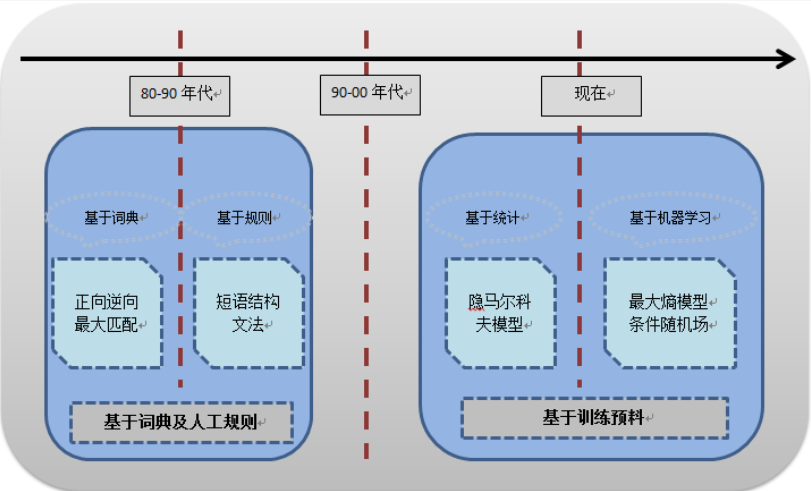 80-90 年代
90-00 年代
现在
基于词典
基于规则
基于统计
基于机器学习
正向逆向
最大匹配
短语结构
文法
隐马尔科
夫模型
最大熵模型
条件随机场
基于词典及人工规则
基于训练预料